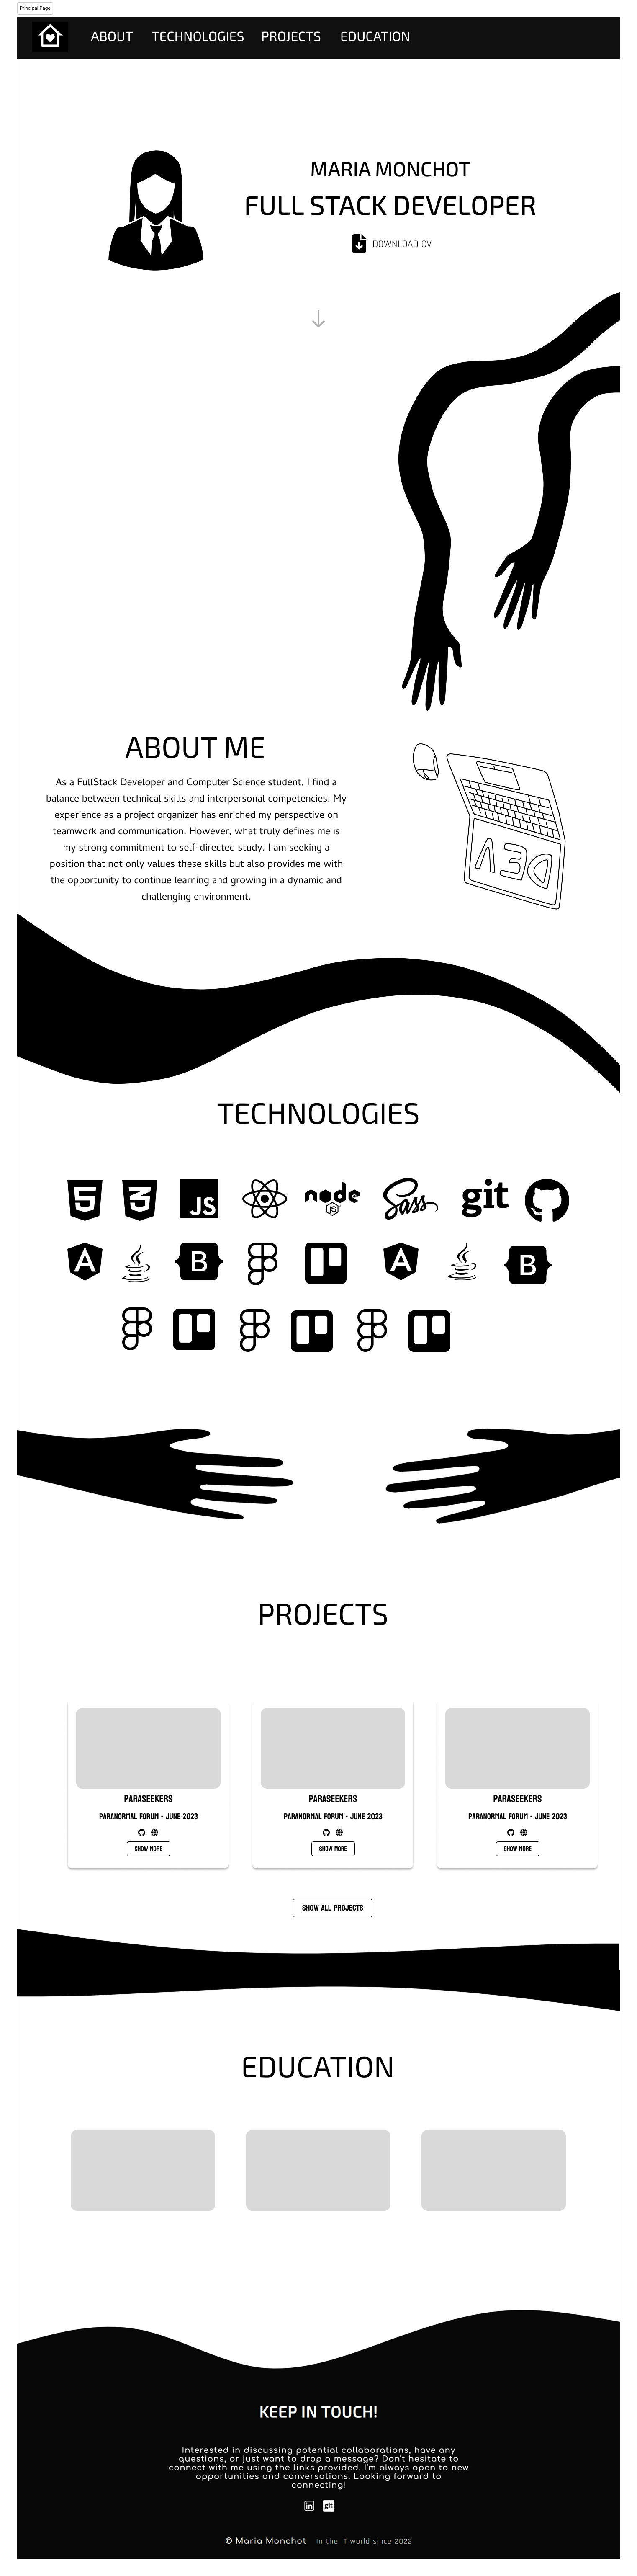 Principal Page
ABOUT TECHNOLOGIES PROJECTS EDUCATION
MARIA MONCHOT
FULL STACK DEVELOPER
DOWNLOAD CV
ABOUT ME
As a FullStack Developer and Computer Science student, I find a
balance between technical skills and interpersonal competencies. My
experience as a project organizer has enriched my perspective on
teamwork and communication. However, what truly defines me is
my strong commitment to self-directed study. I am seeking a
position that not only values these skills but also provides me with
the opportunity to continue learning and growing in a dynamic and
challenging environment.
DEV
TECHNOLOGIES
5 3 JS node JS Sass git
A B A B
PROJECTS
PARASEEKERS PARASEEKERS PARASEEKERS
PARANORMAL FORUM - JUNE 2023 PARANORMAL FORUM - JUNE 2023 PARANORMAL FORUM - JUNE 2023
SHOW MORE SHOW MORE SHOW MORE
SHOW ALL PROJECTS
EDUCATION
KEEP IN TOUCH!
Interested in discussing potential collaborations, have any
questions, or just want to drop a message? Don't hesitate to
connect with me using the links provided. I'm always open to new
opportunities and conversations. Looking forward to
connecting!
in git
© Maria Monchot In the IT world since 2022